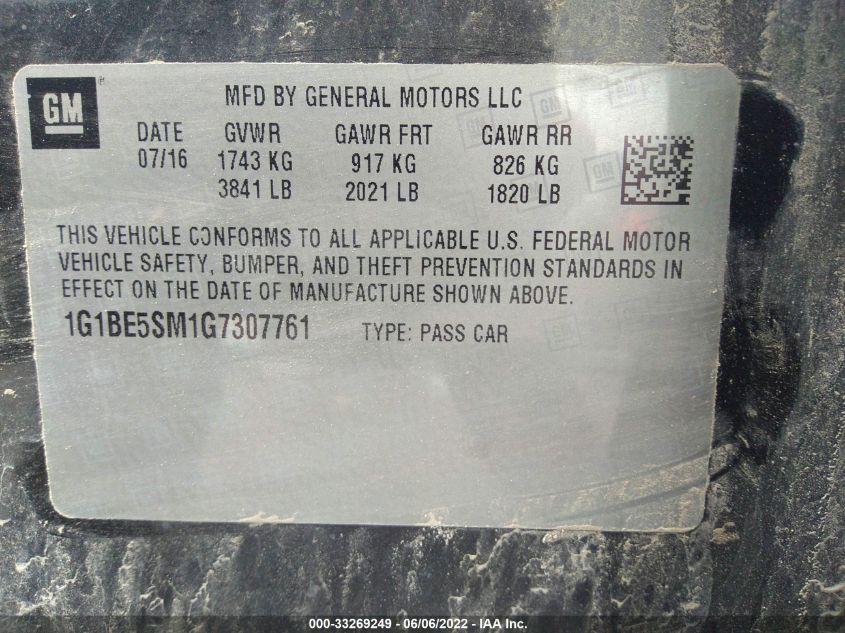 GM
MFD BY GENERAL MOTORS LLC
DATE GVWR GAWR FRT GAWR RR
07/16 1743 KG 917 KG 826 KG
3841 LB 2021 LB 1820 LB
THIS VEHICLE CONFORMS TO ALL APPLICABLE U.S. FEDERAL MOTOR
VEHICLE SAFETY, BUMPER, AND THEFT PREVENTION STANDARDS IN
EFFECT ON THE DATE OF MANUFACTURE SHOWN ABOVE.
1G1BE5SM1G7307761 TYPE: PASS CAR
000-33269249 - 06/06/2022 - IAA Inc.